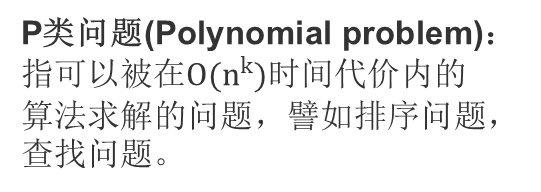 P类问题(Polynomial problem)：
指可以被在O(nᵏ)时间代价内的
算法求解的问题，譬如排序问题，
查找问题。